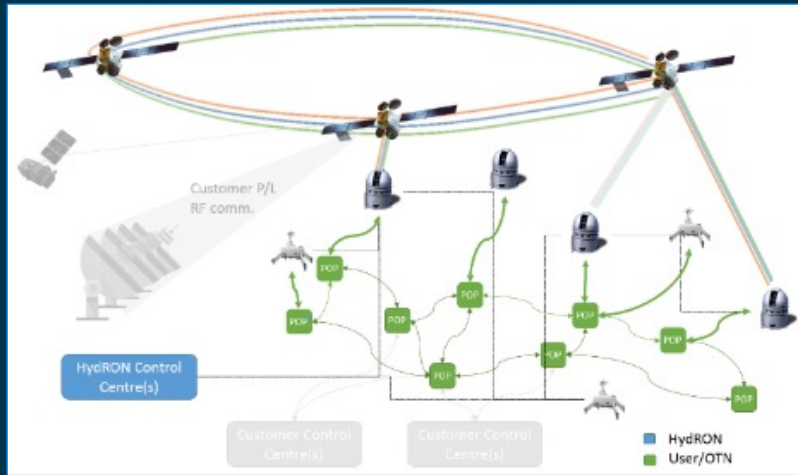 Customer P/L
RF comm.
POP
POP
POP
POP
POP
POP
POP
POP
POP
HydRON Control
Centre(s)
Customer Control
Centre(s)
Customer Control
Centre(s)
HydRON
User/OTN